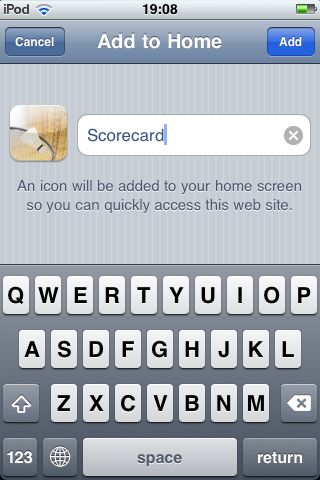 iPod 19:08
Cancel Add to Home Add
Scorecard
An icon will be added to your home screen
so you can quickly access this web site.
Q W E R T Y U I O P
A S D F G H J K L
Z X C V B N M
123 space return